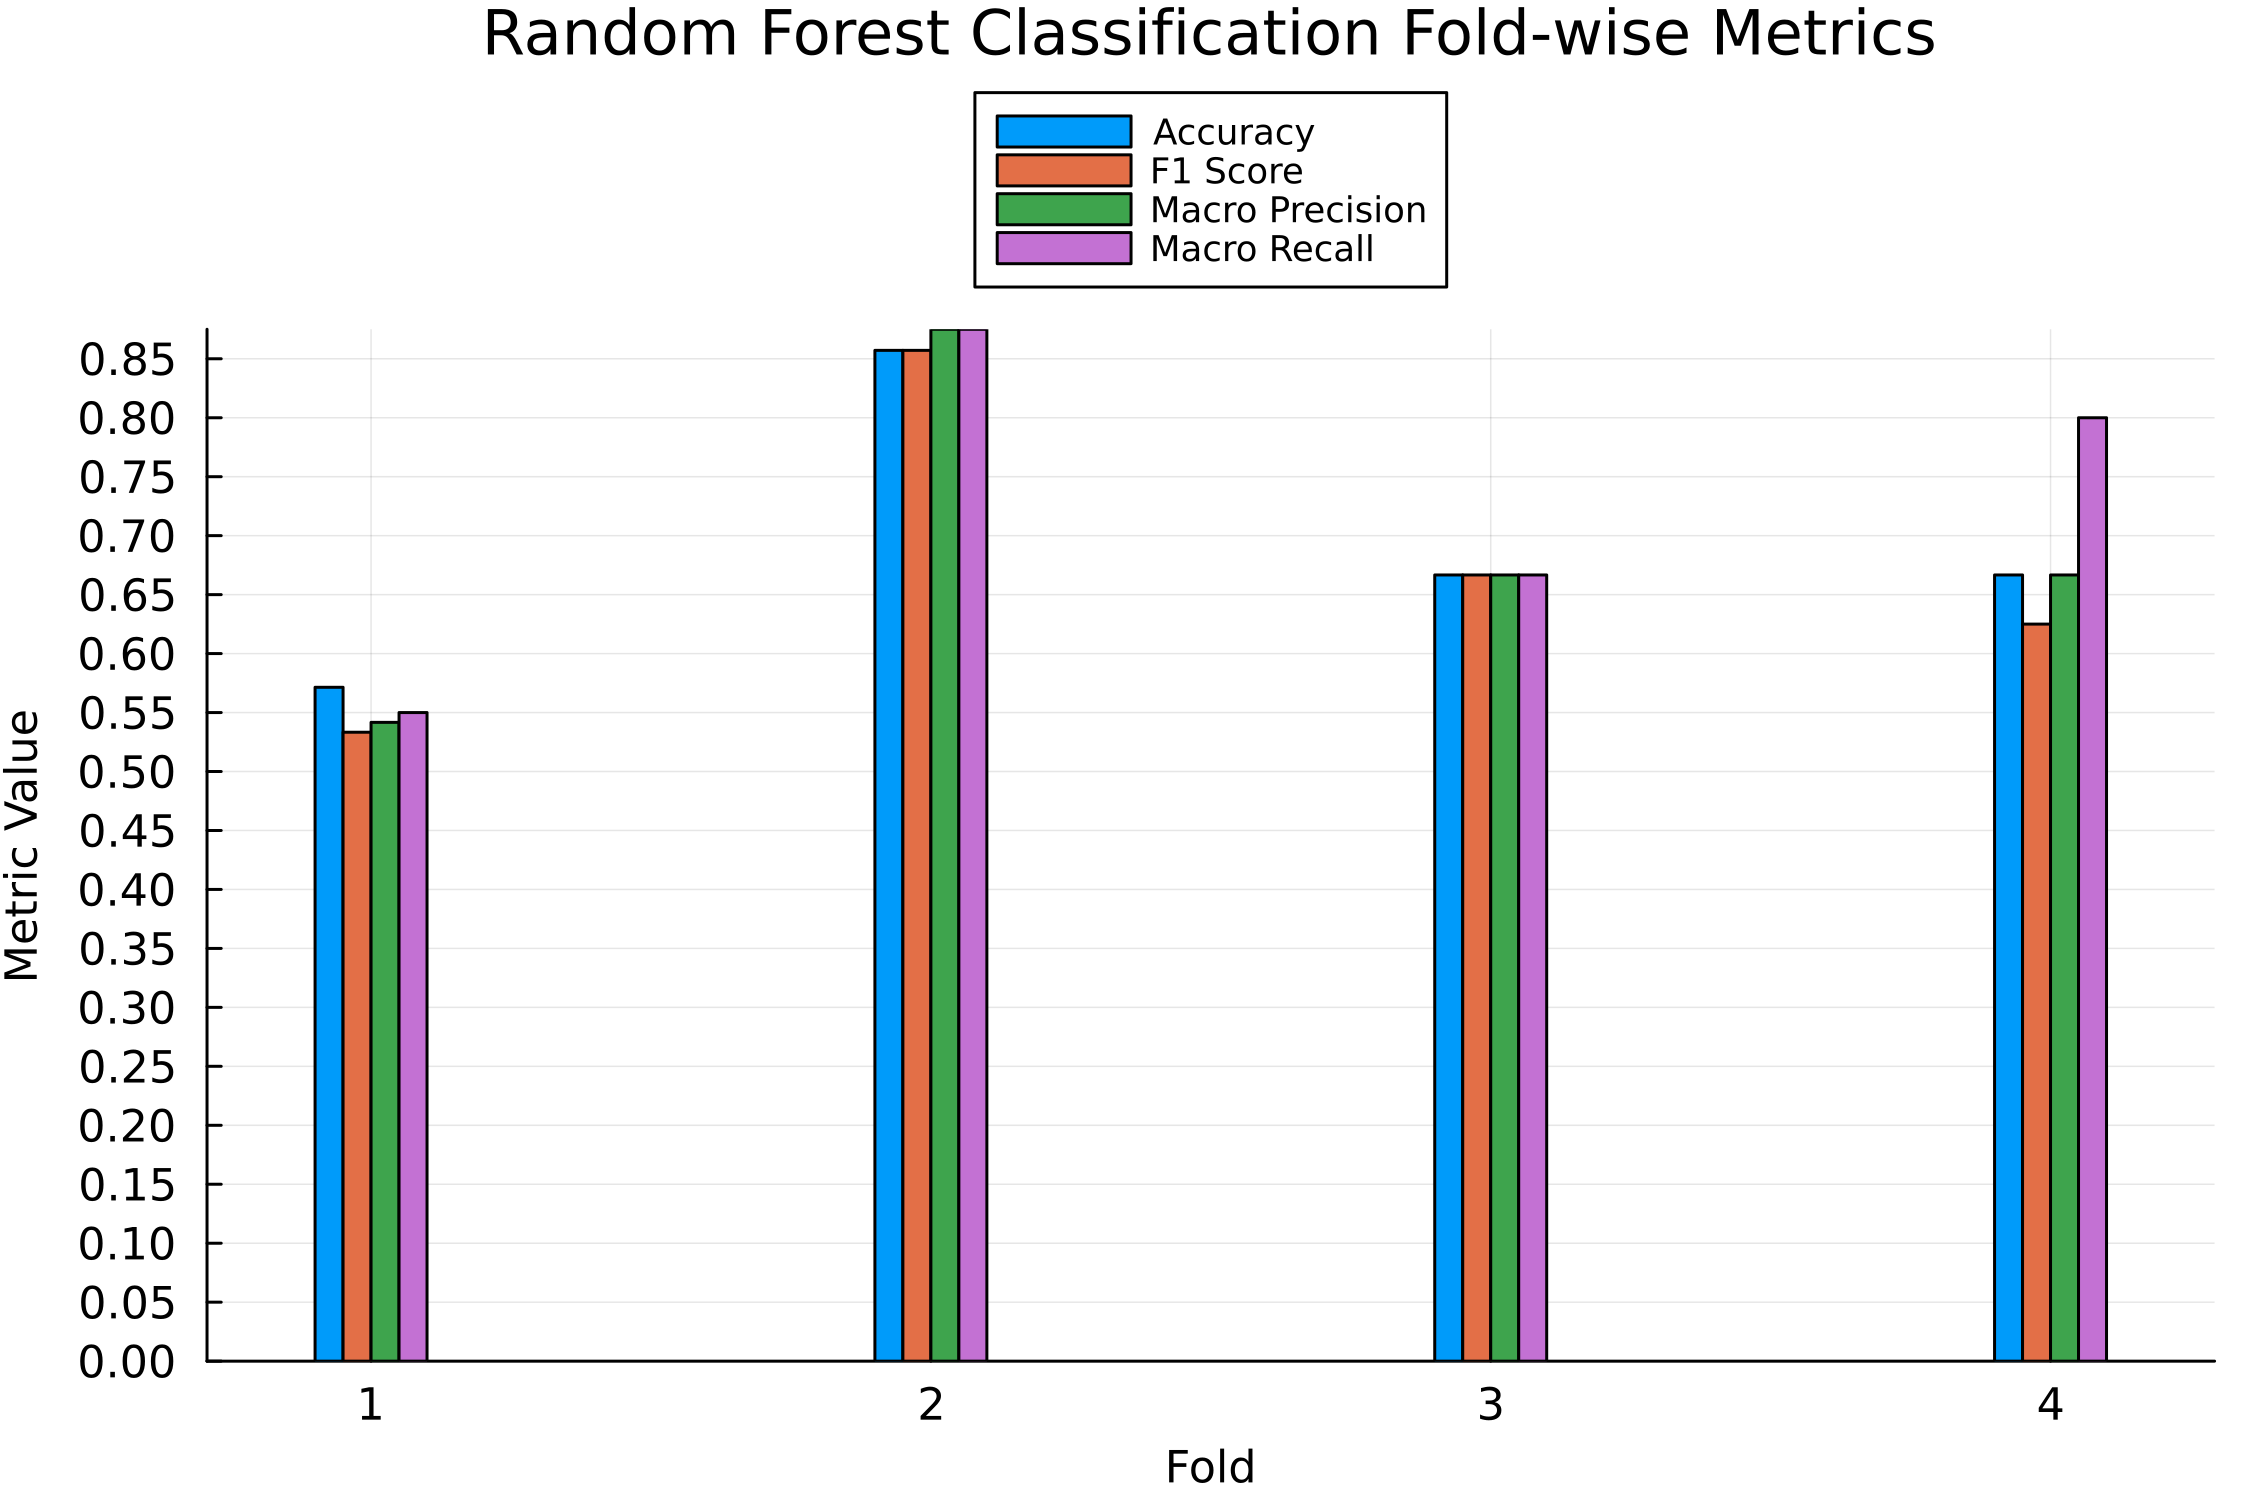 Random Forest Classification Fold-wise Metrics
Accuracy
F1 Score
Macro Precision
Macro Recall
0.85
0.80
0.75
0.70
0.65
0.60
0.55
0.50
0.45
0.40
0.35
0.30
0.25
0.20
0.15
0.10
0.05
0.00
Metric Value
1 2 3 4
Fold